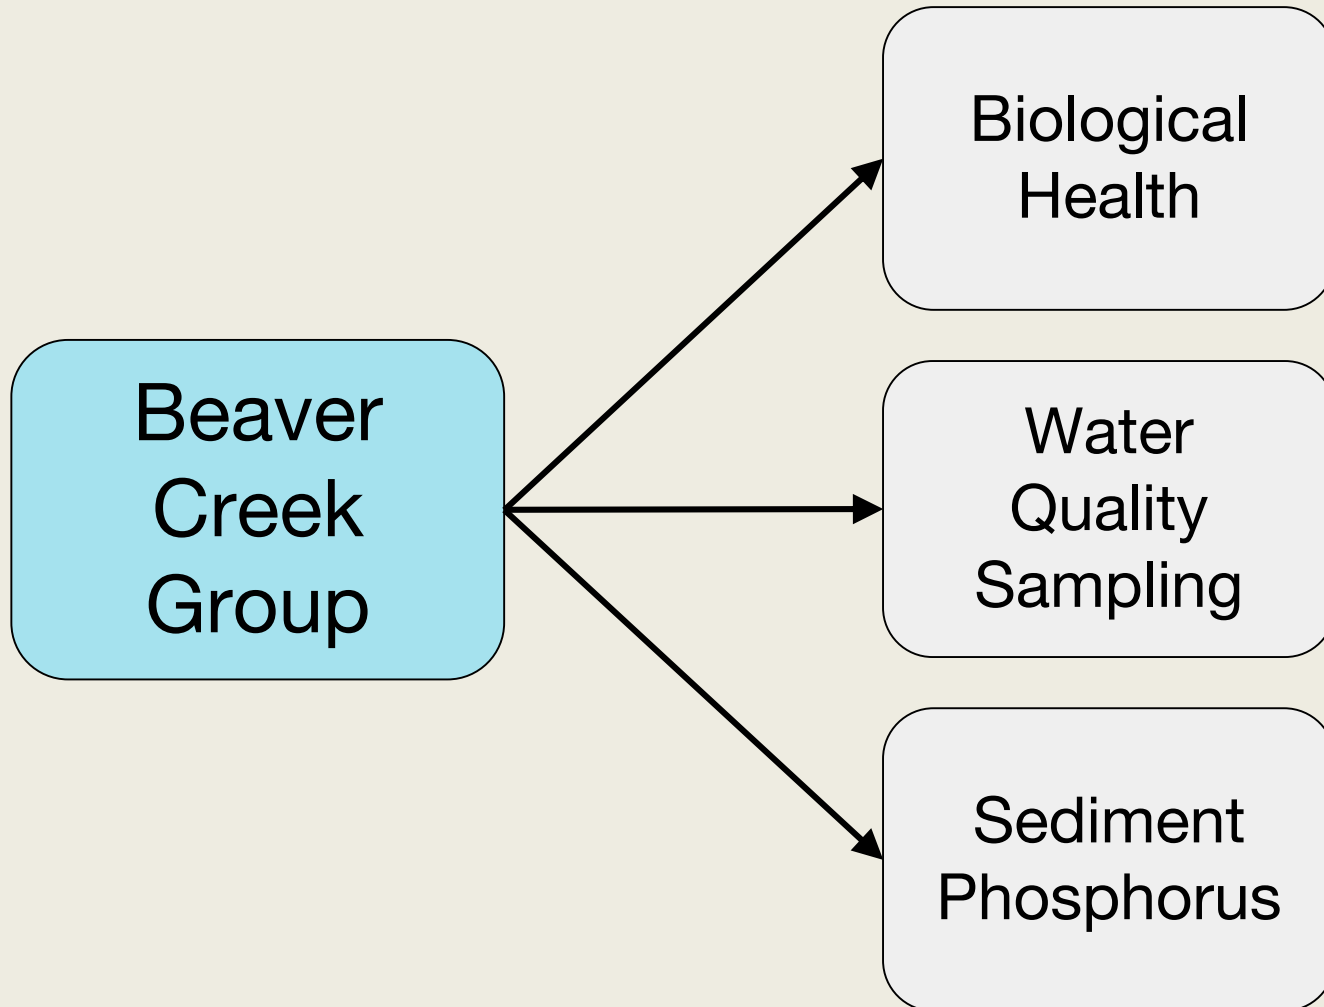 Beaver
Creek
Group
Biological
Health
Water
Quality
Sampling
Sediment
Phosphorus